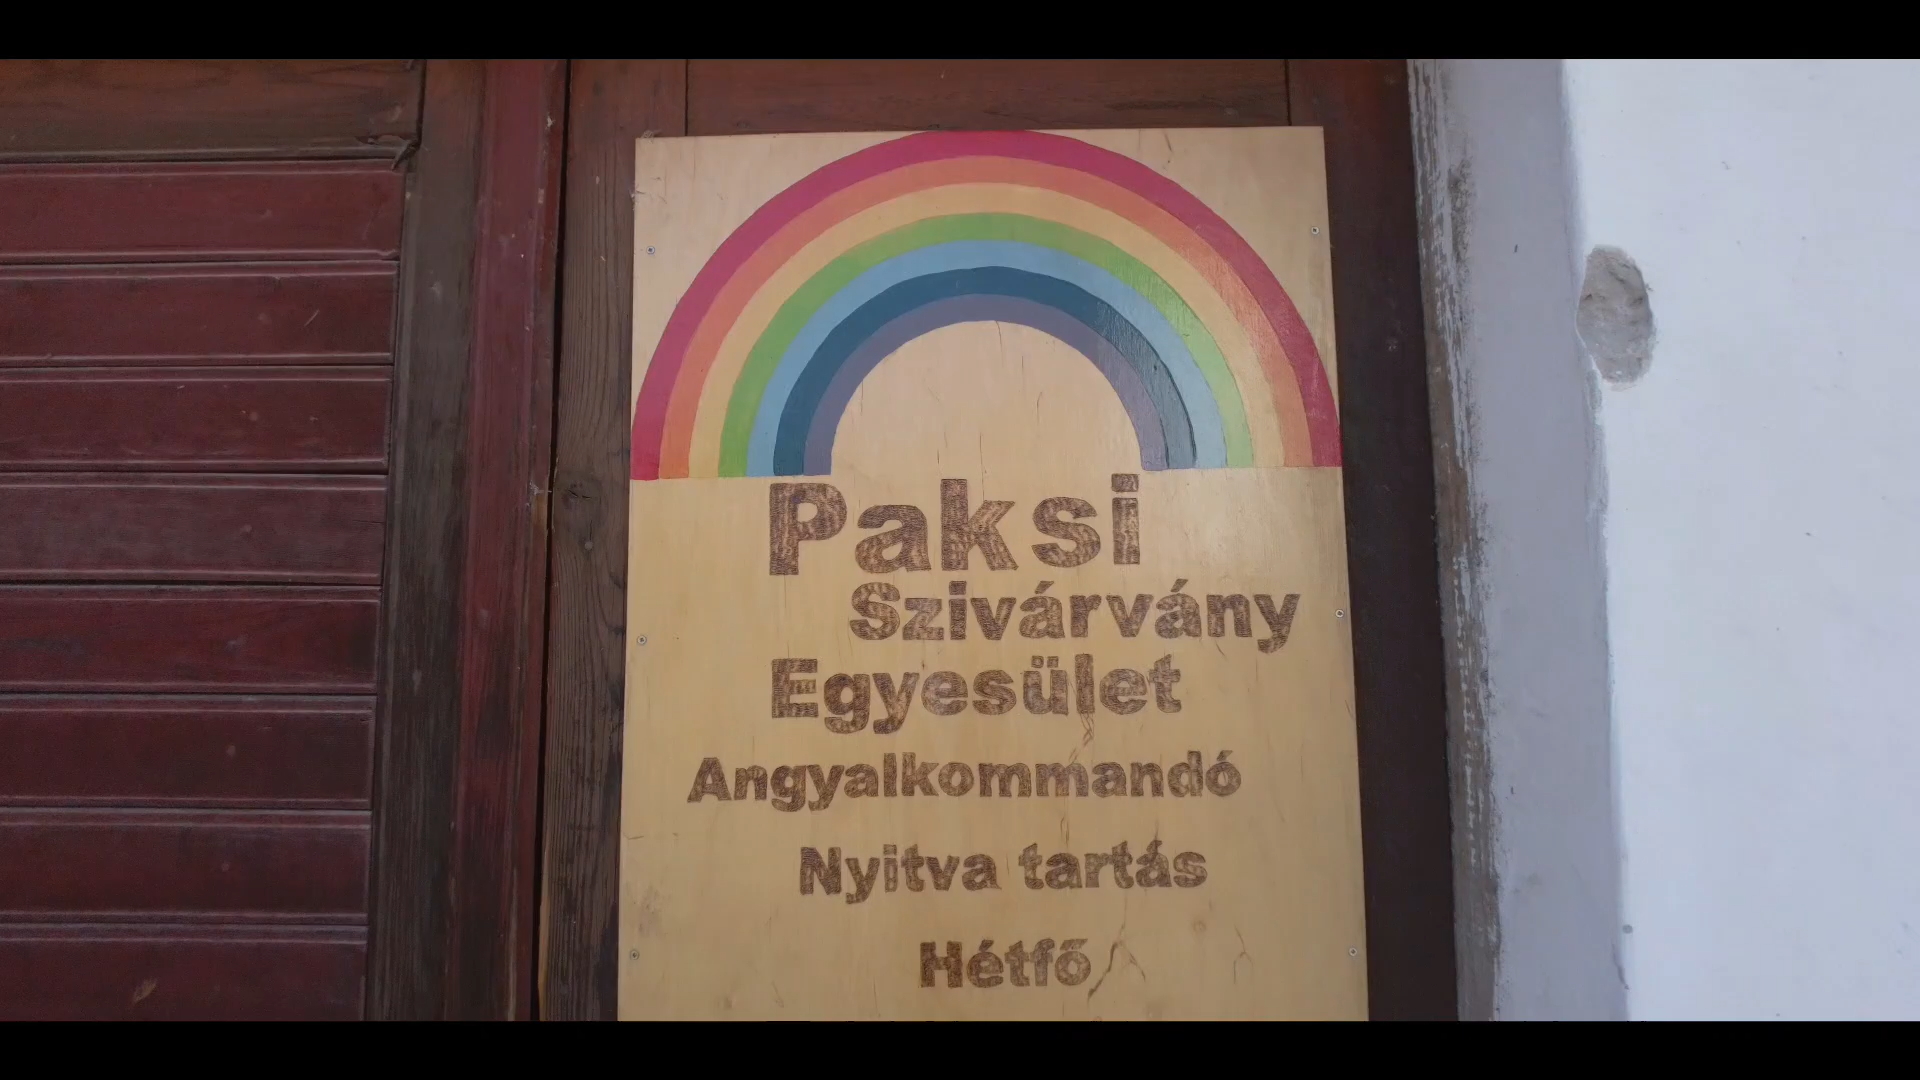 Paksi
Szivárvány
Egyesület
Angyalkommandó
Nyitva tartás
Hétfő